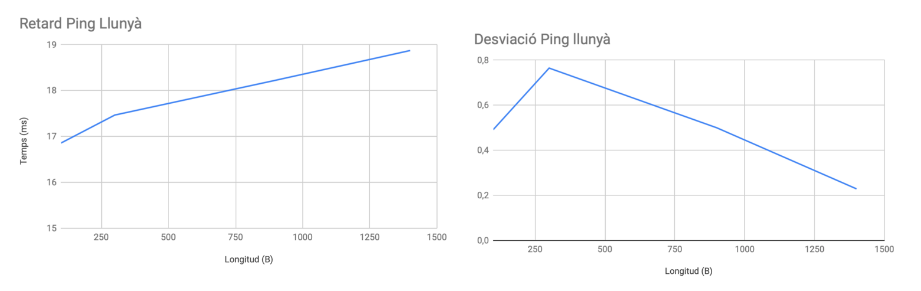 Retard Ping Llunyà
19
18
17
16
15
Temps (ms)
250 500 750 1000 1250 1500
Longitud (B)
Desviació Ping llunyà
0,8
0,6
0,4
0,2
0,0
250 500 750 1000 1250 1500
Longitud (B)